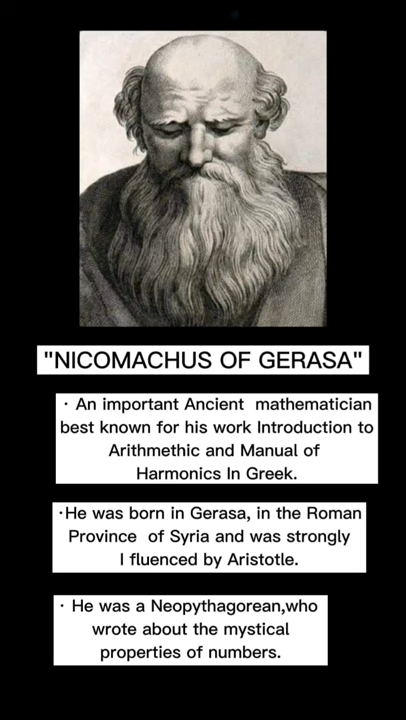 "NICOMACHUS OF GERASA"
· An important Ancient mathematician
best known for his work Introduction to
Arithmethic and Manual of
Harmonics In Greek.
·He was born in Gerasa, in the Roman
Province of Syria and was strongly
I fluenced by Aristotle.
· He was a Neopythagorean,who
wrote about the mystical
properties of numbers.